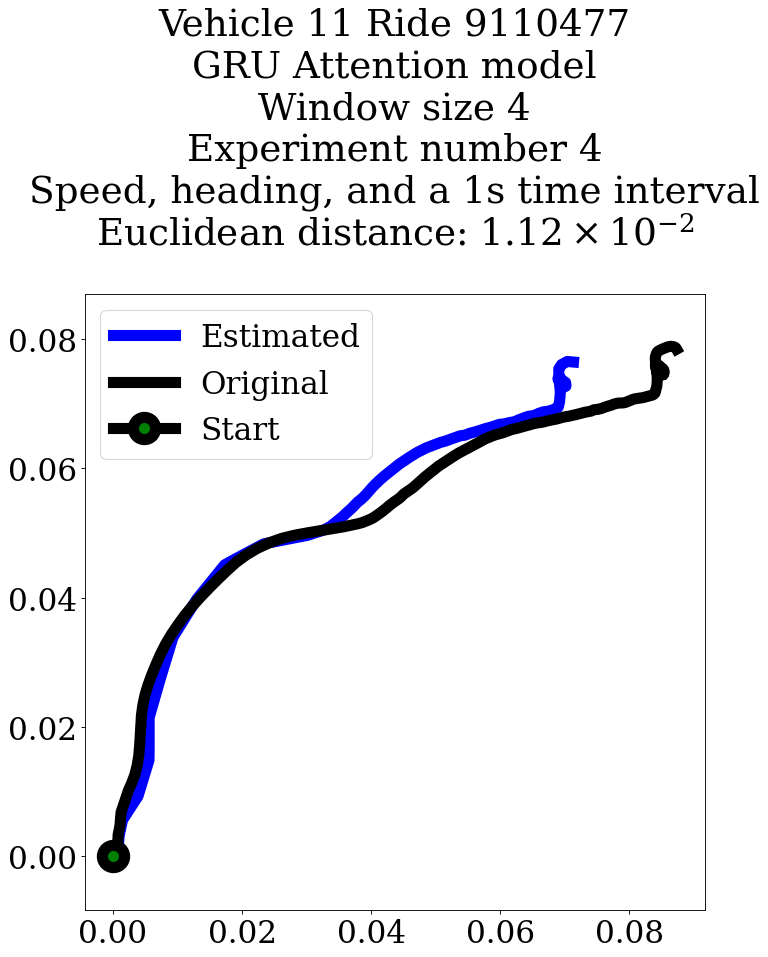 Vehicle 11 Ride 9110477
GRU Attention model
Window size 4
Experiment number 4
Speed, heading, and a 1s time interval
Euclidean distance: 1.12 × 10⁻²
Estimated
Original
Start
0.08
0.06
0.04
0.02
0.00
0.00 0.02 0.04 0.06 0.08